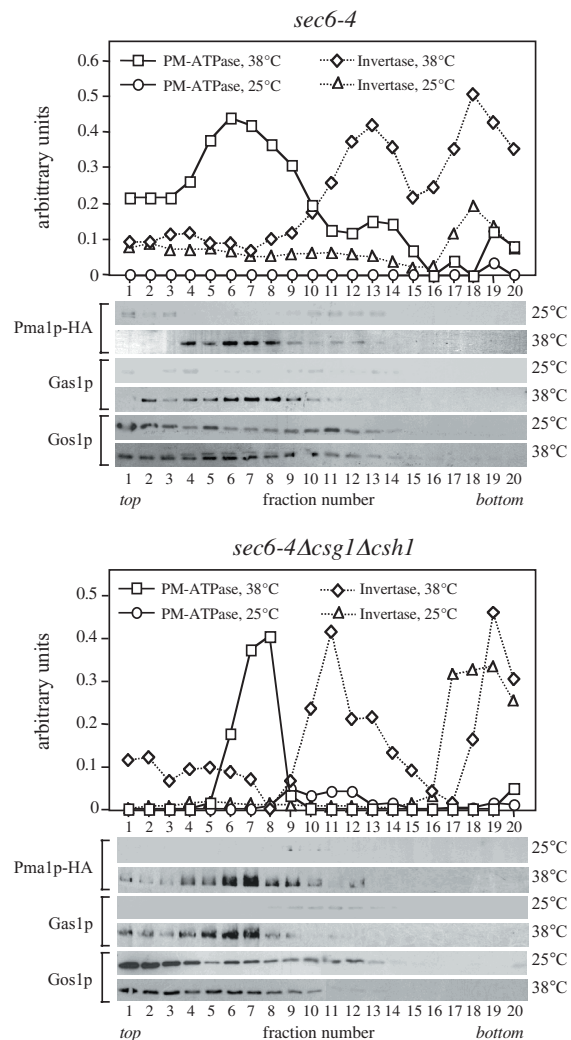 sec6-4
0.6
0.5
0.4
0.3
0.2
0.1
0
arbittrary units
PM-ATPase, 38°C
Invertase, 38°C
PM-ATPase, 25°C
Invertase, 25°C
1 2 3 4 5 6 7 8 9 10 11 12 13 14 15 16 17 18 19 20
Pma1p-HA
25°C
38°C
Gas1p
25°C
38°C
Gos1p
25°C
38°C
1 2 3 4 5 6 7 8 9 10 11 12 13 14 15 16 17 18 19 20
top fraction number bottom
sec6-4Δcsg1Δcsh1
0.5
0.4
0.3
0.2
0.1
0
arbitrary units
PM-ATPase, 38°C
Invertase, 38°C
PM-ATPase, 25°C
Invertase, 25°C
1 2 3 4 5 6 7 8 9 10 11 12 13 14 15 16 17 18 19 20
Pma1p-HA
25°C
38°C
Gas1p
25°C
38°C
Gos1p
25°C
38°C
1 2 3 4 5 6 7 8 9 10 11 12 13 14 15 16 17 18 19 20
top fraction number bottom